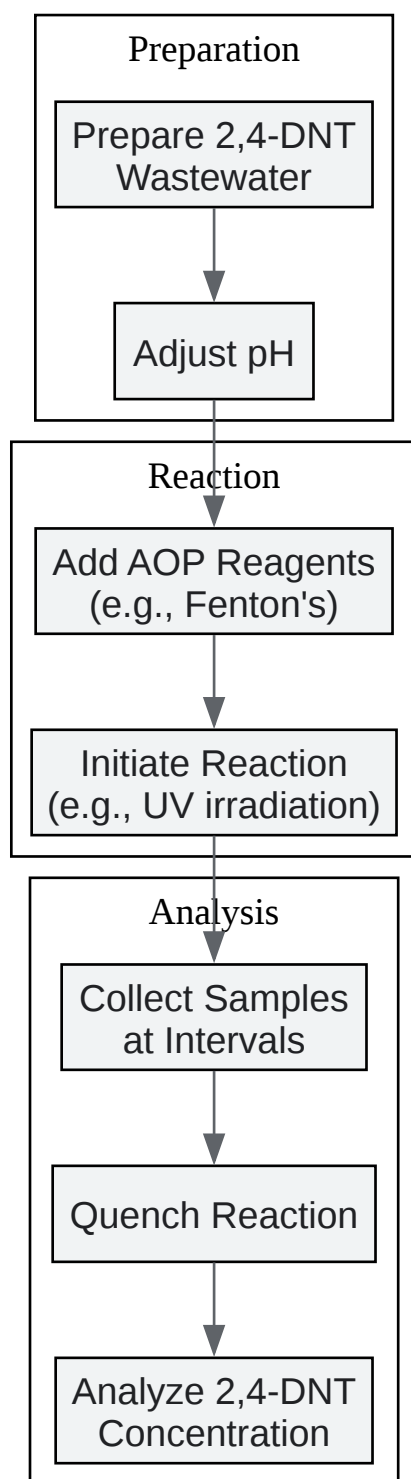 Preparation
Prepare 2,4-DNT
Wastewater
Adjust pH
Reaction
Add AOP Reagents
(e.g., Fenton's)
Initiate Reaction
(e.g., UV irradiation)
Analysis
Collect Samples
at Intervals
Quench Reaction
Analyze 2,4-DNT
Concentration